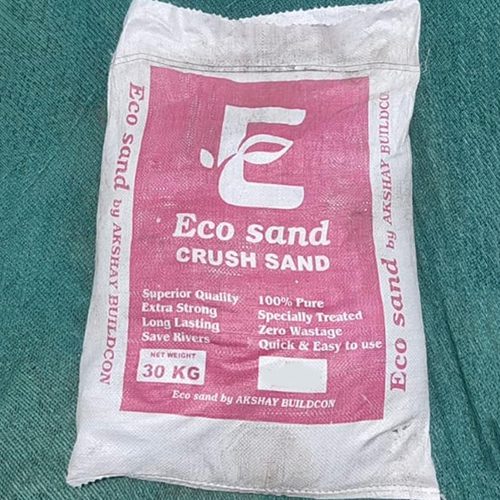 E
Eco sand
CRUSH SAND
Superior Quality
Extra Strong
Long Lasting
Save Rivers
100% Pure
Specially Treated
Zero Wastage
Quick & Easy to use
NET WEIGHT
30 KG
Eco sand by AKSHAY BUILDCON
Eco sand by AKSHAY BUILDCON
Eco sand by AKSHAY BUILDCON